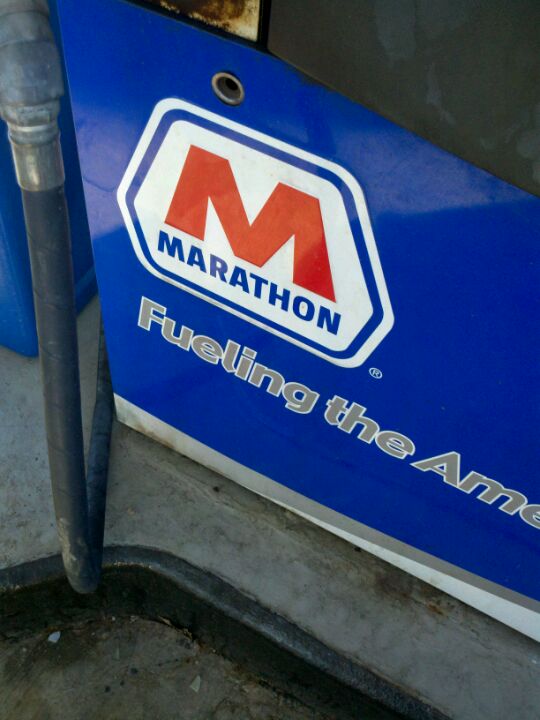 M
MARATHON
®
Fueling the Ame